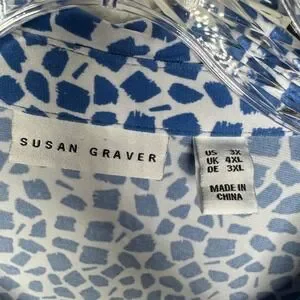 SUSAN GRAVER
US 3X
UK 4XL
DE 3XL
MADE IN
CHINA